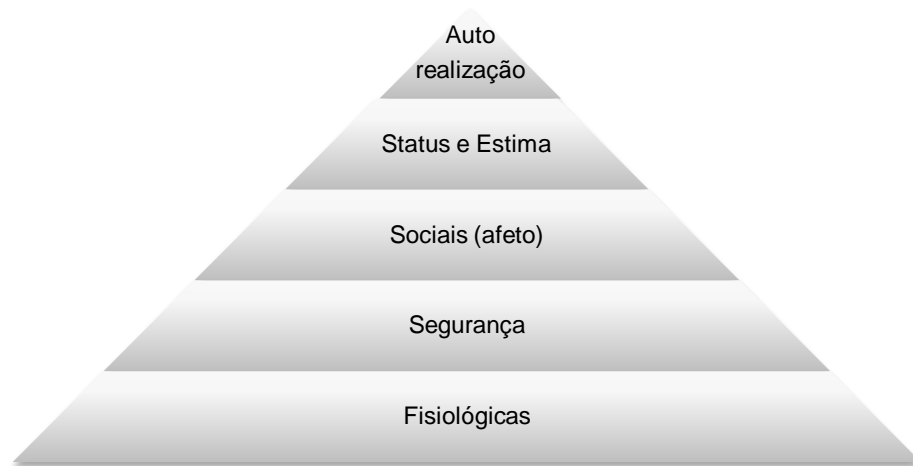 Auto
realização
Status e Estima
Sociais (afeto)
Segurança
Fisiológicas